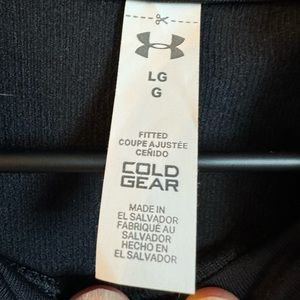 LG
G
FITTED
COUPE AJUSTÉE
CEÑIDO
COLD
GEAR
MADE IN
EL SALVADOR
FABRIQUÉ AU
SALVADOR
HECHO EN
EL SALVADOR